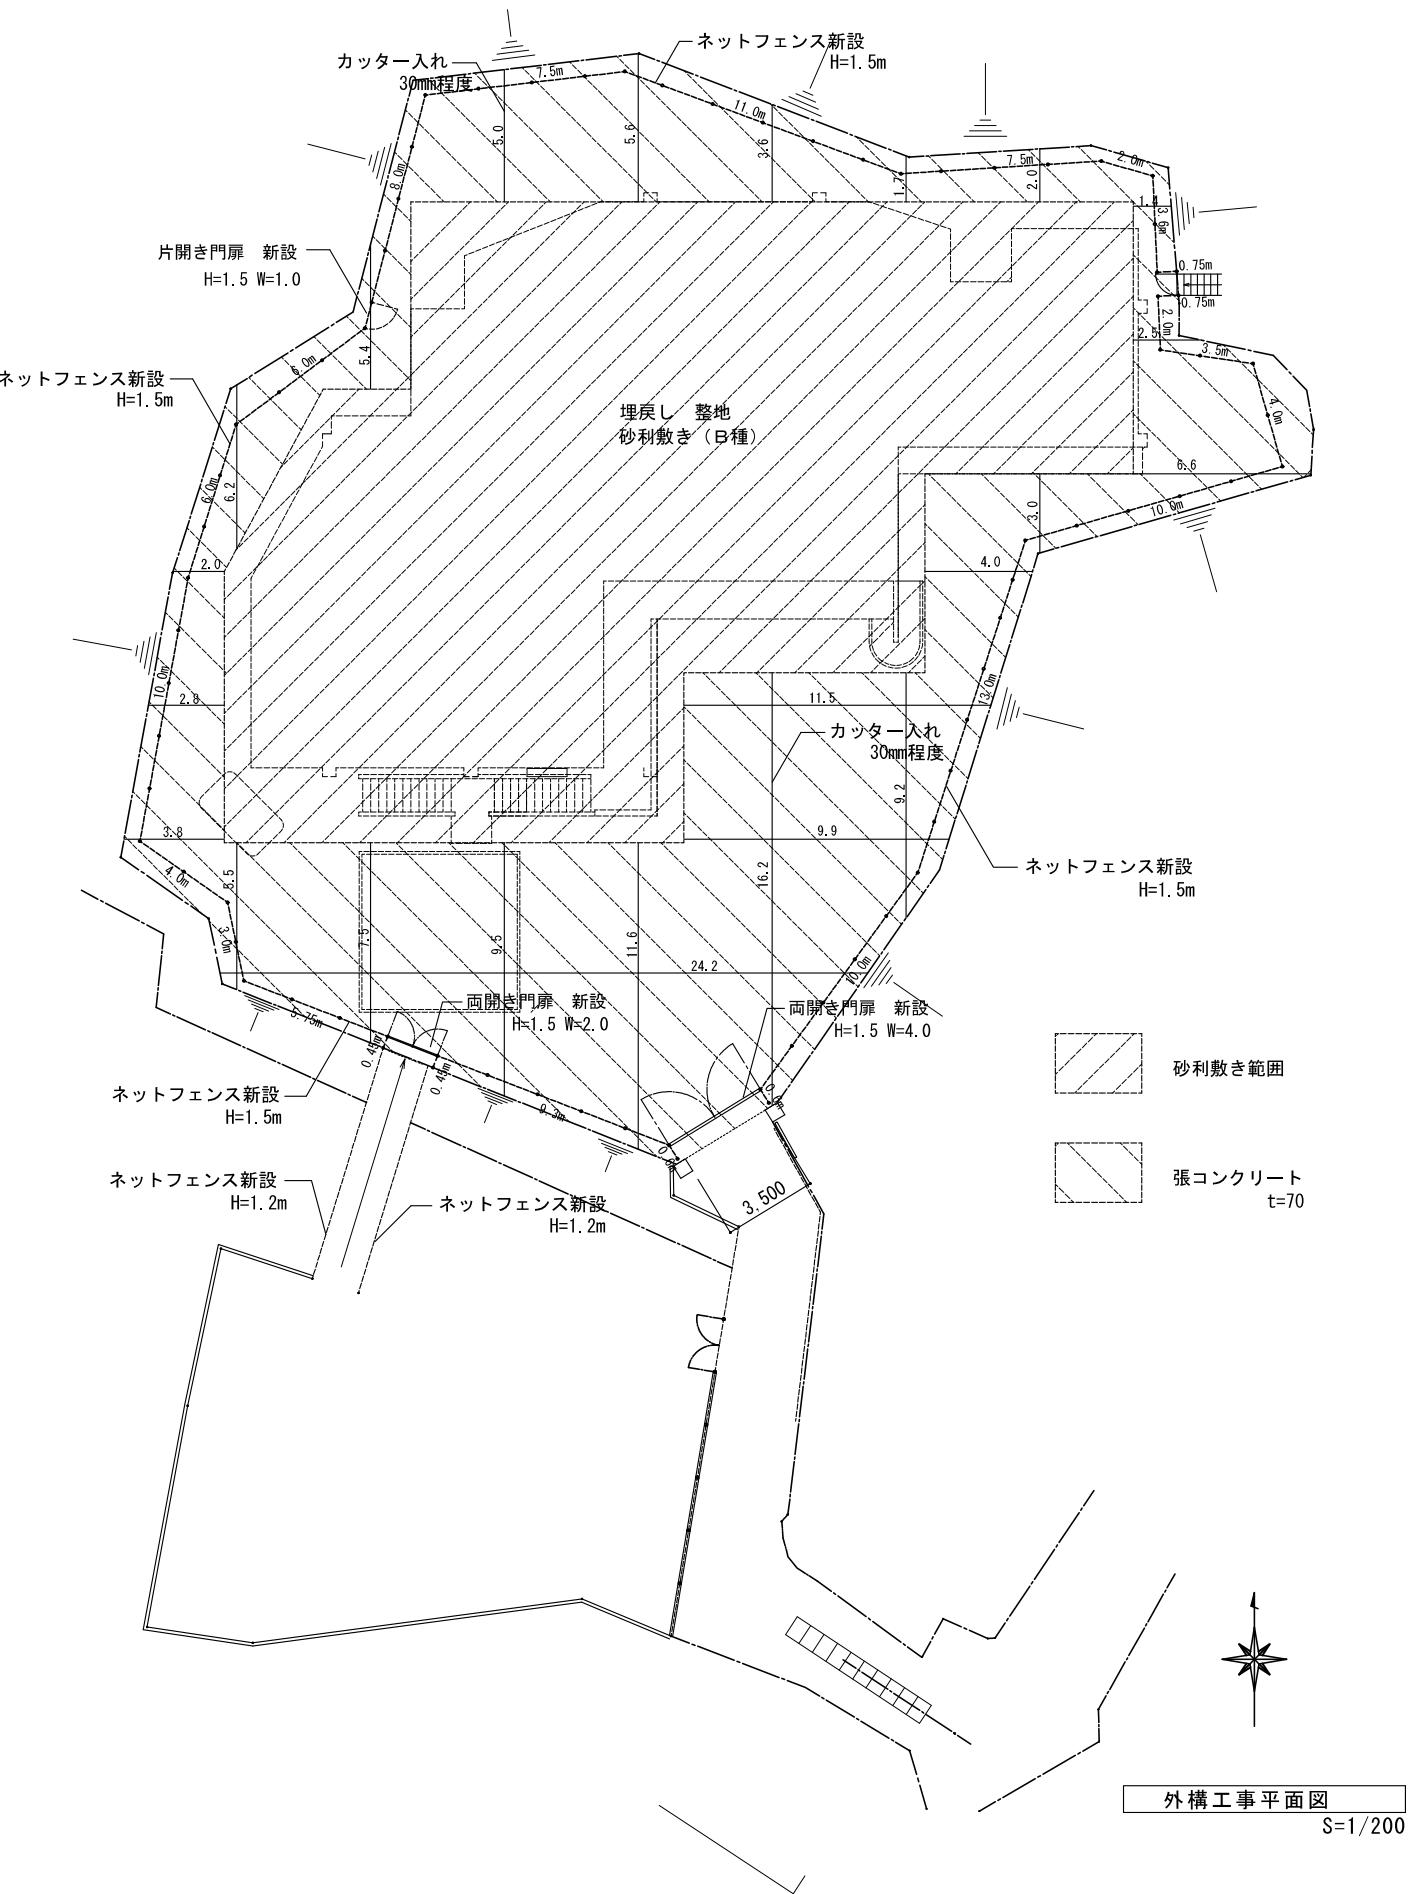 ネットフェンス新設
H=1.5m
カッター入れ
30mm程度
7.5m
11.0m
5.0
5.6
3.6
1.7
7.5m
2.0
2.0m
8.0m
1.4
3.6m
片開き門扉　新設
H=1.5 W=1.0
0.75m
0.75m
2.0m
2.5
3.5m
5.4
6.0m
ネットフェンス新設
H=1.5m
4.0m
埋戻し　整地
砂利敷き（B種）
6.6
6.0m
6.2
10.0m
3.0
2.0
4.0
10.0m
2.8
11.5
13.0m
カッター入れ
30mm程度
9.2
3.8
9.9
4.0m
5.5
16.2
ネットフェンス新設
H=1.5m
3.0m
7.5
9.5
11.6
24.2
10.0m
両開き門扉　新設
H=1.5 W=2.0
両開き門扉　新設
H=1.5 W=4.0
5.75m
0.45m
0.45m
砂利敷き範囲
ネットフェンス新設
H=1.5m
9.3m
張コンクリート
t=70
ネットフェンス新設
H=1.2m
ネットフェンス新設
H=1.2m
3,500
外構工事平面図
S=1/200